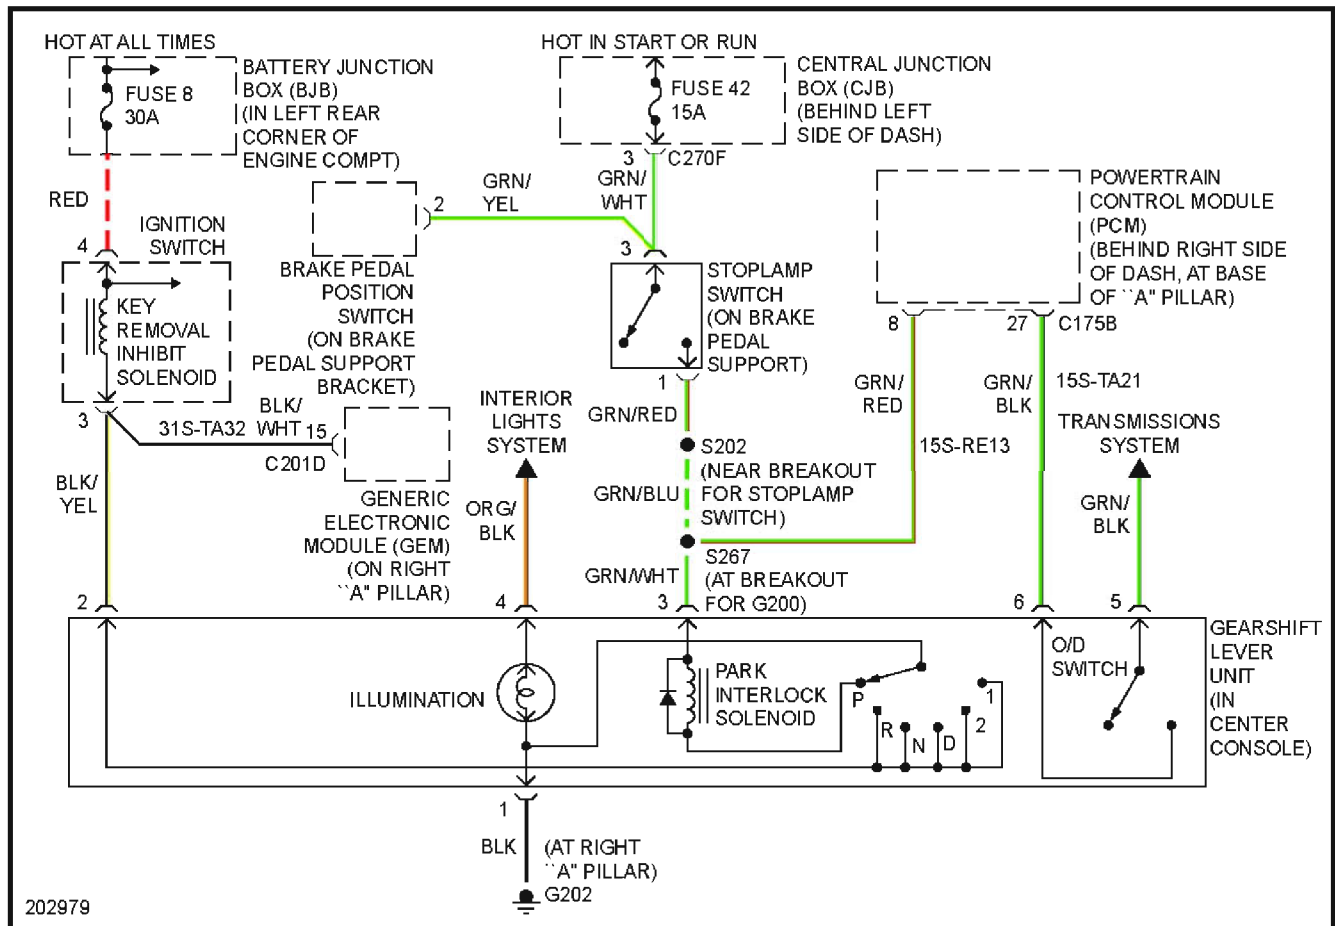 HOT AT ALL TIMES
BATTERY JUNCTION
BOX (BJB)
(IN LEFT REAR
CORNER OF
ENGINE COMPT)
FUSE 8
30A
HOT IN START OR RUN
FUSE 42
15A
CENTRAL JUNCTION
BOX (CJB)
(BEHIND LEFT
SIDE OF DASH)
3 C270F
RED
IGNITION
SWITCH
4
KEY
REMOVAL
INHIBIT
SOLENOID
3
GRN/
YEL
2
GRN/
WHT
3
BRAKE PEDAL
POSITION
SWITCH
(ON BRAKE
PEDAL SUPPORT
BRACKET)
STOPLAMP
SWITCH
(ON BRAKE
PEDAL
SUPPORT)
1
POWERTRAIN
CONTROL MODULE
(PCM)
(BEHIND RIGHT SIDE
OF DASH, AT BASE
OF ``A" PILLAR)
8
27 C175B
BLK/
31S-TA32 WHT 15
C201D
GENERIC
ELECTRONIC
MODULE (GEM)
(ON RIGHT
``A" PILLAR)
BLK/
YEL
INTERIOR
LIGHTS
SYSTEM
ORG/
BLK
GRN/RED
S202
(NEAR BREAKOUT
FOR STOPLAMP
SWITCH)
GRN/BLU
S267
(AT BREAKOUT
FOR G200)
GRN/WHT
GRN/
RED
15S-RE13
GRN/
BLK
15S-TA21
TRANSMISSIONS
SYSTEM
GRN/
BLK
2
4
3
6
5
GEARSHIFT
LEVER
UNIT
(IN
CENTER
CONSOLE)
ILLUMINATION
PARK
INTERLOCK
SOLENOID
P
R
N
D
2
1
O/D
SWITCH
1
BLK
(AT RIGHT
``A" PILLAR)
G202
202979